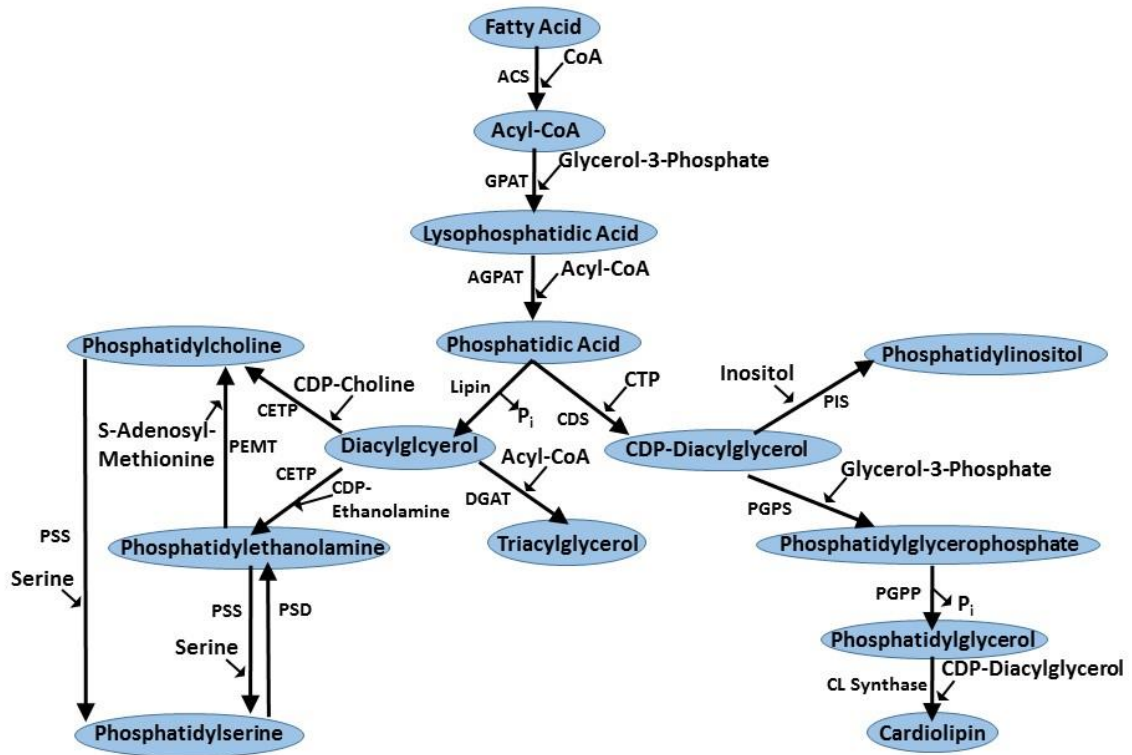 Fatty Acid
CoA
ACS
Acyl-CoA
Glycerol-3-Phosphate
GPAT
Lysophosphatidic Acid
Acyl-CoA
AGPAT
Phosphatidylcholine
Phosphatidic Acid
Phosphatidylinositol
CDP-Choline
Lipin
CTP
Inositol
CETP
Pi
CDS
PIS
S-Adenosyl-
Methionine
PEMT
Diacylglcyerol
CDP-Diacylglycerol
CETP
Acyl-CoA
Glycerol-3-Phosphate
CDP-
Ethanolamine
DGAT
PGPS
PSS
Phosphatidylethanolamine
Triacylglycerol
Phosphatidylglycerophosphate
Serine
PSS
PSD
PGPP
Pi
Serine
Phosphatidylglycerol
CDP-Diacylglycerol
CL Synthase
Phosphatidylserine
Cardiolipin